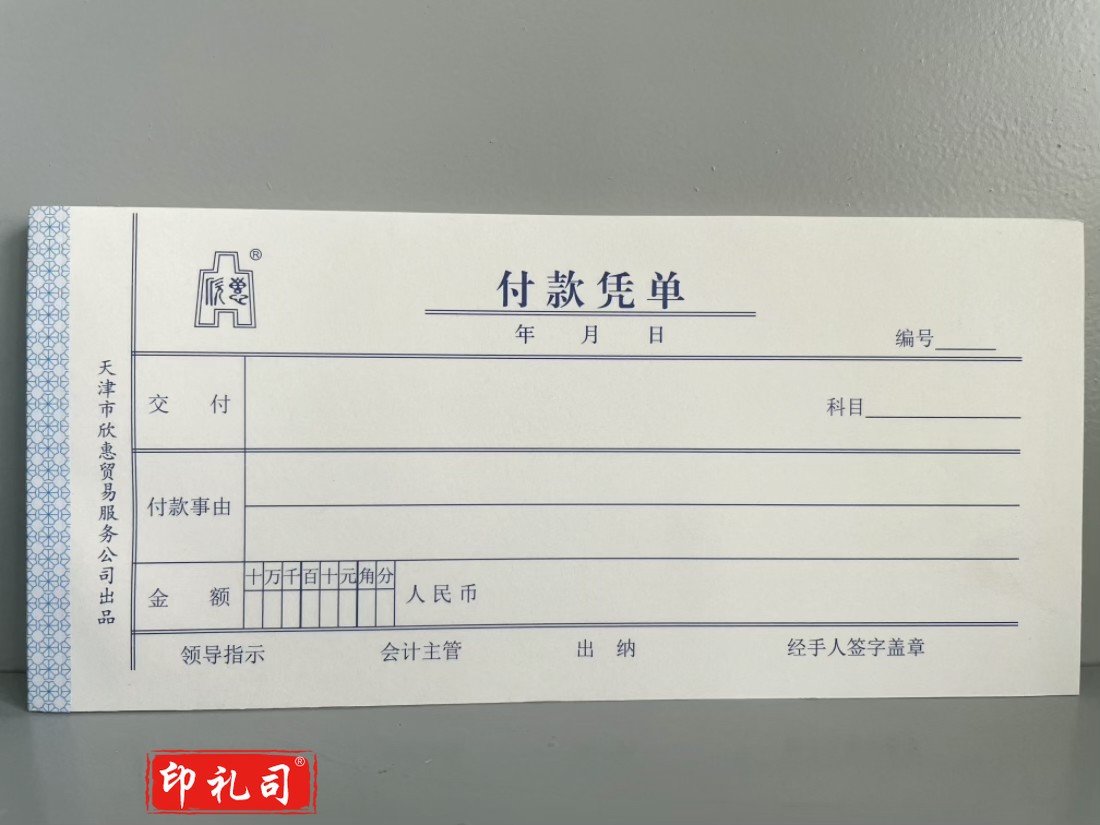 ®
付款凭单
年 月 日
编号
天津市欣惠贸易服务公司出品
交 付
科目
付款事由
金 额
十万千百十元角分
人民币
领导指示 会计主管 出 纳 经手人签字盖章
印礼司®